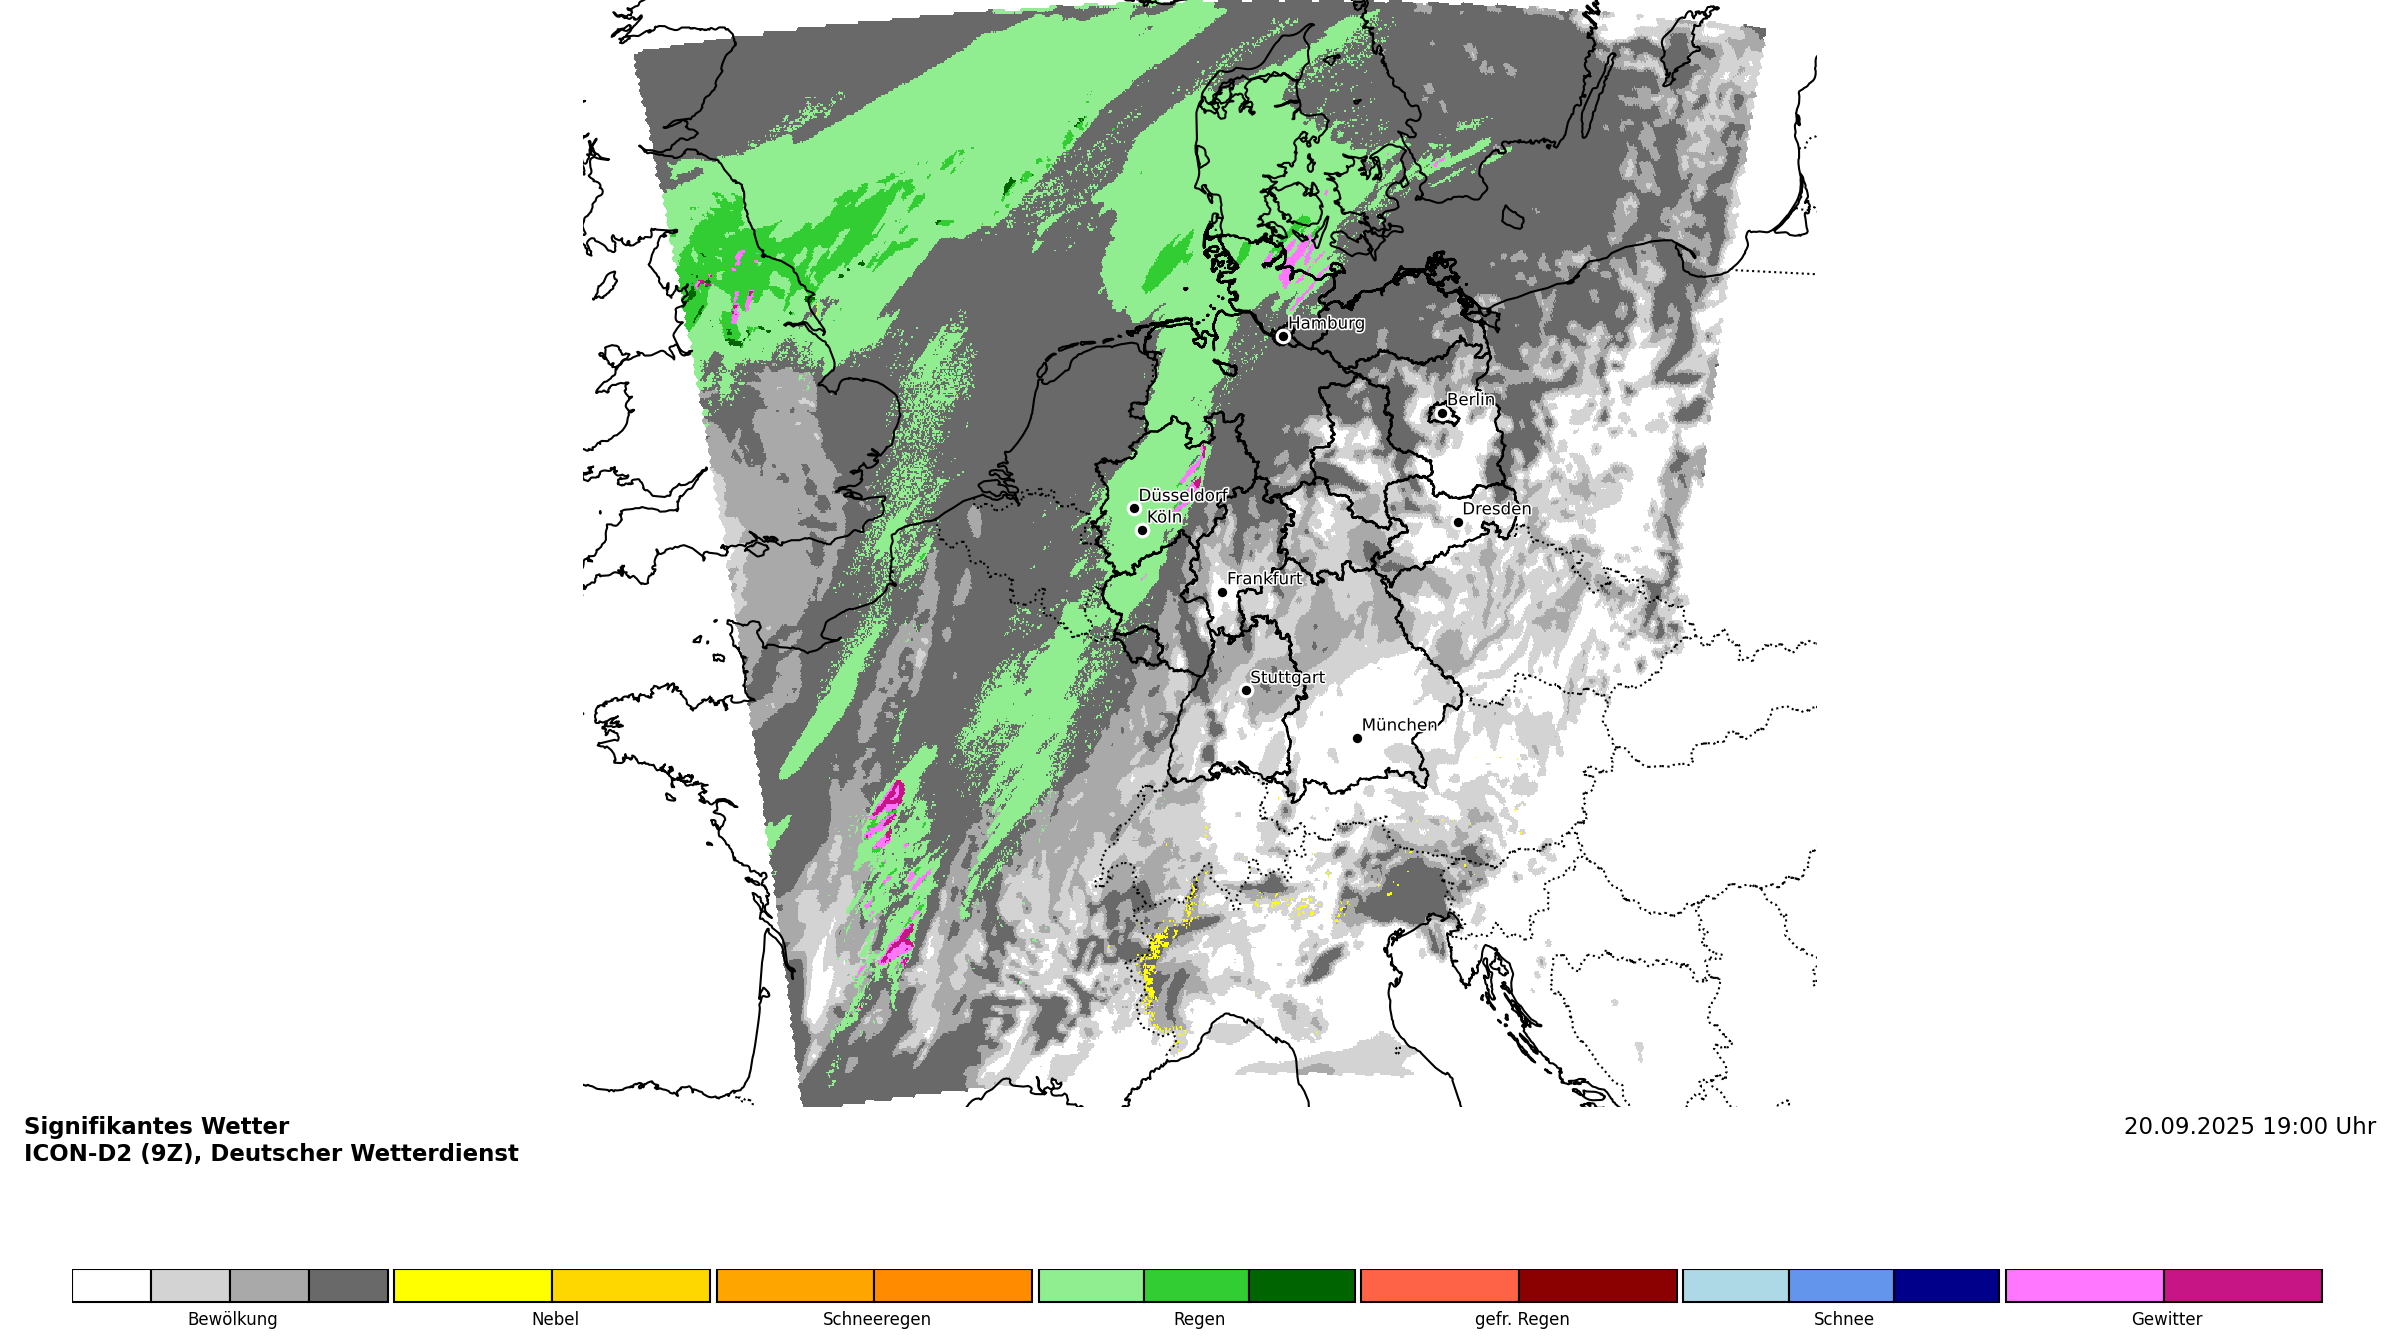 Hamburg
Berlin
Düsseldorf
Köln
Dresden
Frankfurt
Stuttgart
München
Signifikantes Wetter
ICON-D2 (9Z), Deutscher Wetterdienst
20.09.2025 19:00 Uhr
Bewölkung
Nebel
Schneeregen
Regen
gefr. Regen
Schnee
Gewitter